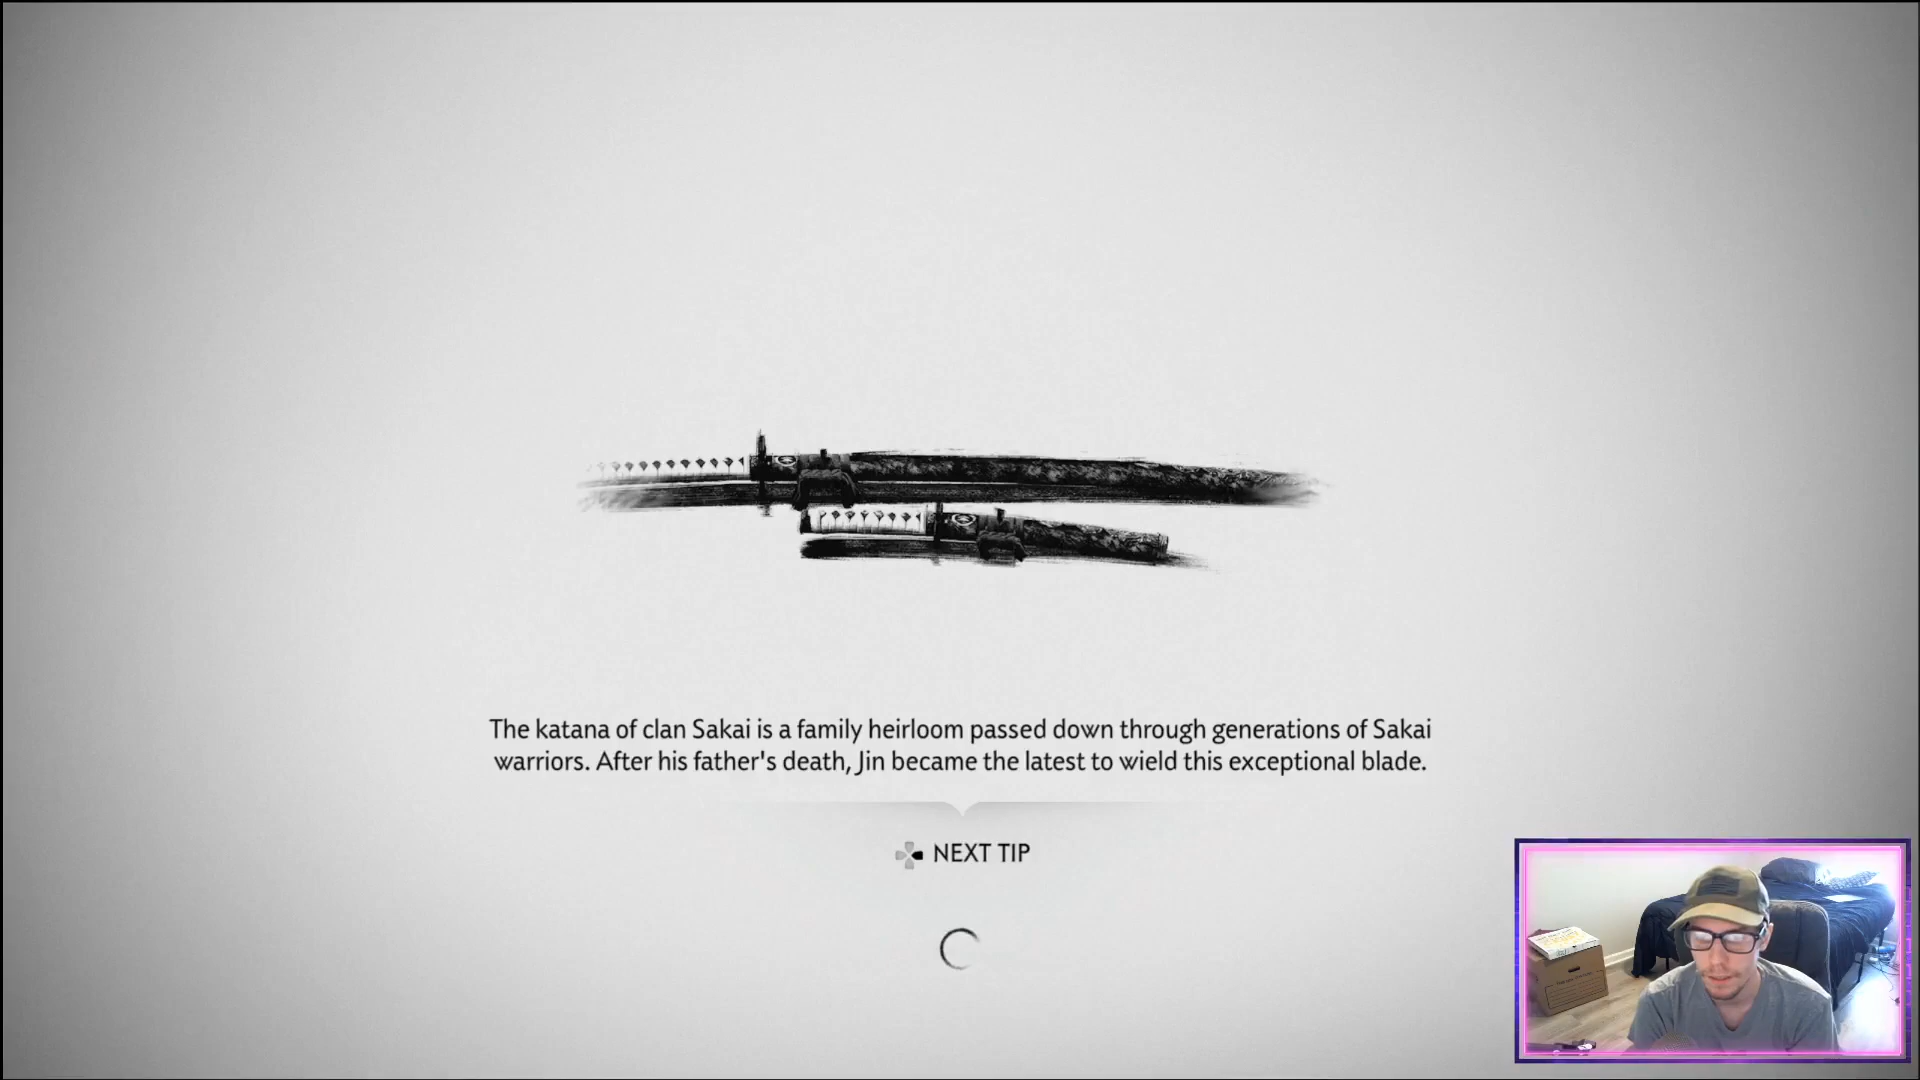 The katana of clan Sakai is a family heirloom passed down through generations of Sakai
warriors. After his father's death, Jin became the latest to wield this exceptional blade.
NEXT TIP